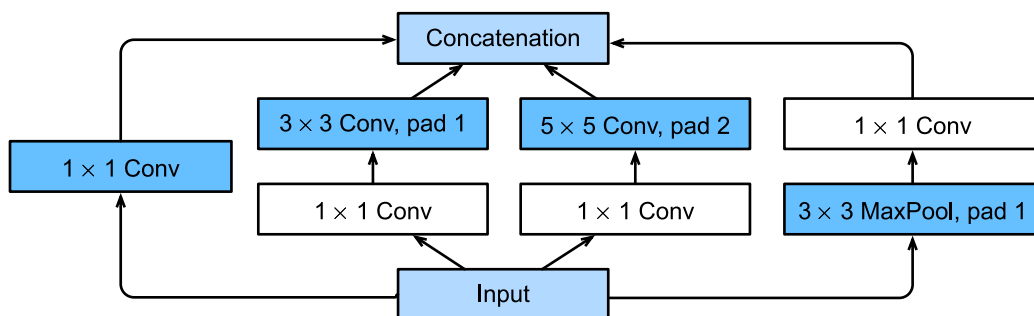 Concatenation
3 × 3 Conv, pad 1
5 × 5 Conv, pad 2
1 × 1 Conv
1 × 1 Conv
1 × 1 Conv
1 × 1 Conv
3 × 3 MaxPool, pad 1
Input